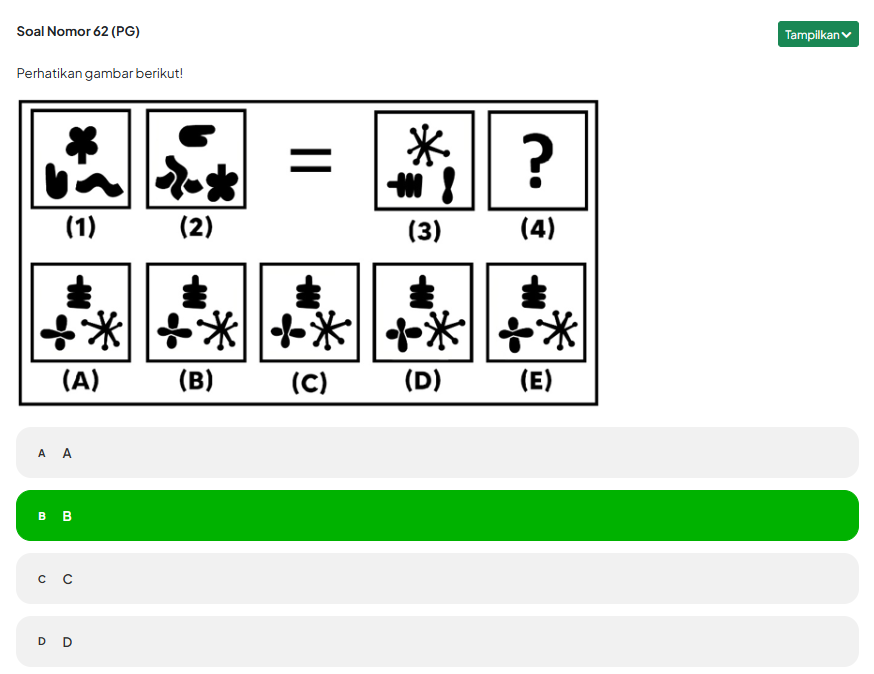 Soal Nomor 62 (PG)
Tampilkan
Perhatikan gambar berikut!
= ?
(1) (2) (3) (4)
(A) (B) (C) (D) (E)
A A
B B
C C
D D